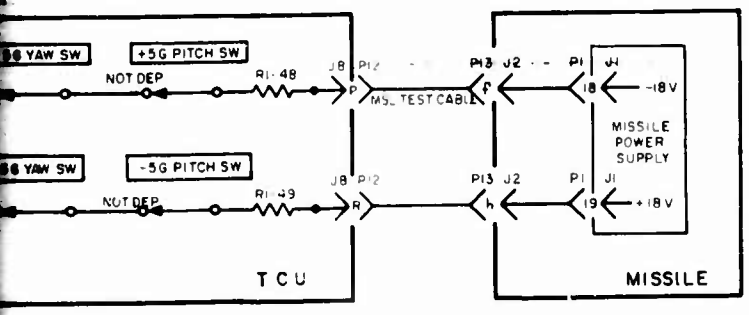 YAW SW
+5G PITCH SW
NOT DEP
R1-48
J8 P12
P
MSL TEST CABLE
P13 J2
f
P1 J1
18
-18V
MISSILE
POWER
SUPPLY
YAW SW
-5G PITCH SW
NOT DEP
R1-49
J8 P12
R
P13 J2
h
P1 J1
19
+18V
TCU
MISSILE